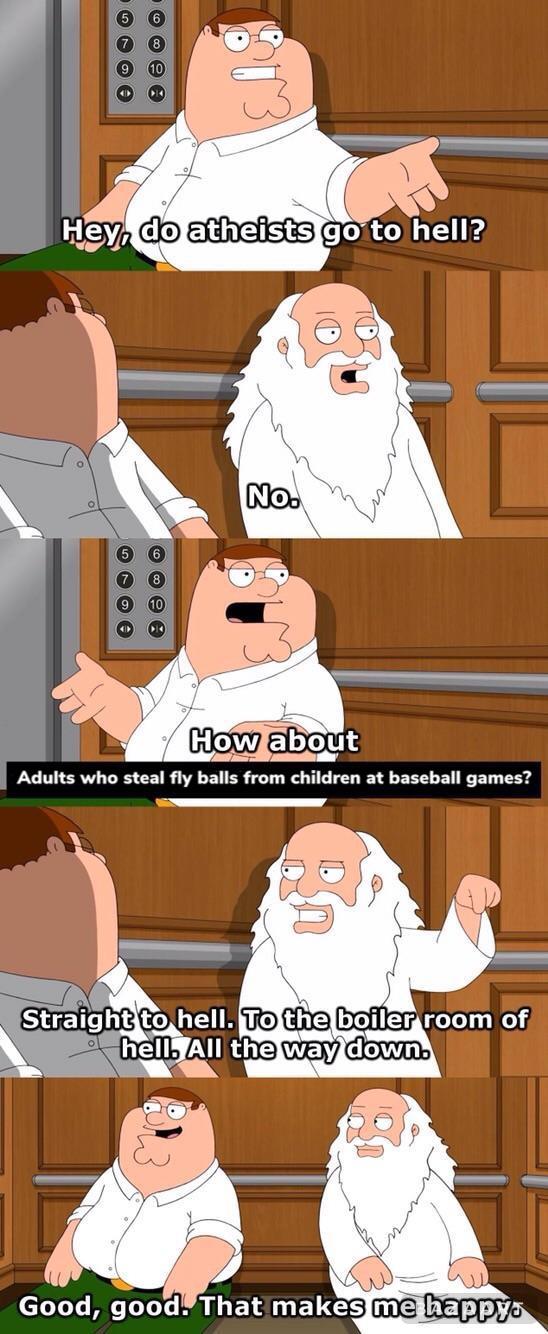 5 6
7 8
9 10
Hey, do atheists go to hell?
No.
5 6
7 8
9 10
How about
Adults who steal fly balls from children at baseball games?
Straight to hell. To the boiler room of
hell. All the way down.
Good, good. That makes me happy.
BAZAART